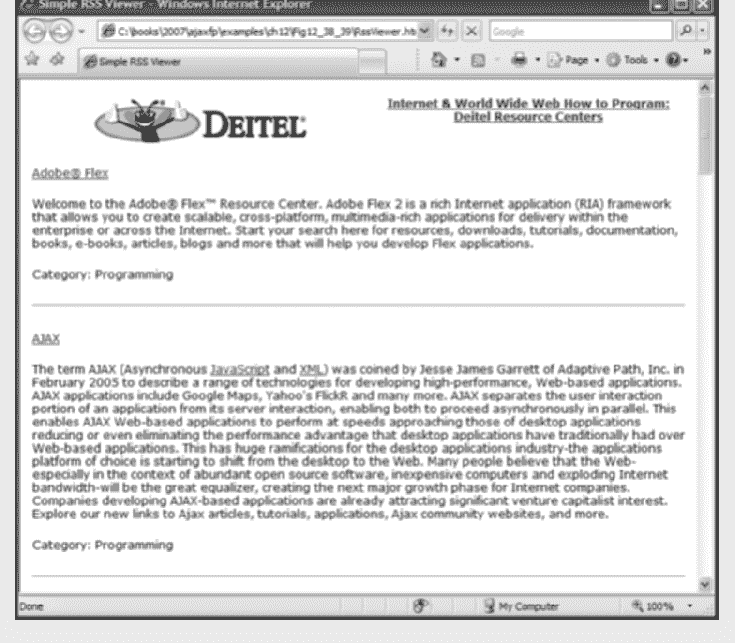 Simple RSS Viewer - Windows Internet Explorer
C:\books\2007\ajaxfp\examples\ch12\Fig12_38_39\RssViewer.ht
Google
Simple RSS Viewer
Page
Tools
DEITEL
Internet & World Wide Web How to Program:
Deitel Resource Centers
Adobe® Flex
Welcome to the Adobe® Flex™ Resource Center. Adobe Flex 2 is a rich Internet application (RIA) framework
that allows you to create scalable, cross-platform, multimedia-rich applications for delivery within the
enterprise or across the Internet. Start your search here for resources, downloads, tutorials, documentation,
books, e-books, articles, blogs and more that will help you develop Flex applications.
Category: Programming
AJAX
The term AJAX (Asynchronous JavaScript and XML) was coined by Jesse James Garrett of Adaptive Path, Inc. in
February 2005 to describe a range of technologies for developing high-performance, Web-based applications.
AJAX applications include Google Maps, Yahoo's FlickR and many more. AJAX separates the user interaction
portion of an application from its server interaction, enabling both to proceed asynchronously in parallel. This
enables AJAX Web-based applications to perform at speeds approaching those of desktop applications
reducing or even eliminating the performance advantage that desktop applications have traditionally had over
Web-based applications. This has huge ramifications for the desktop applications industry-the applications
platform of choice is starting to shift from the desktop to the Web. Many people believe that the Web-
especially in the context of abundant open source software, inexpensive computers and exploding Internet
bandwidth-will be the great equalizer, creating the next major growth phase for Internet companies.
Companies developing AJAX-based applications are already attracting significant venture capitalist interest.
Explore our new links to Ajax articles, tutorials, applications, Ajax community websites, and more.
Category: Programming
Done
My Computer
100%